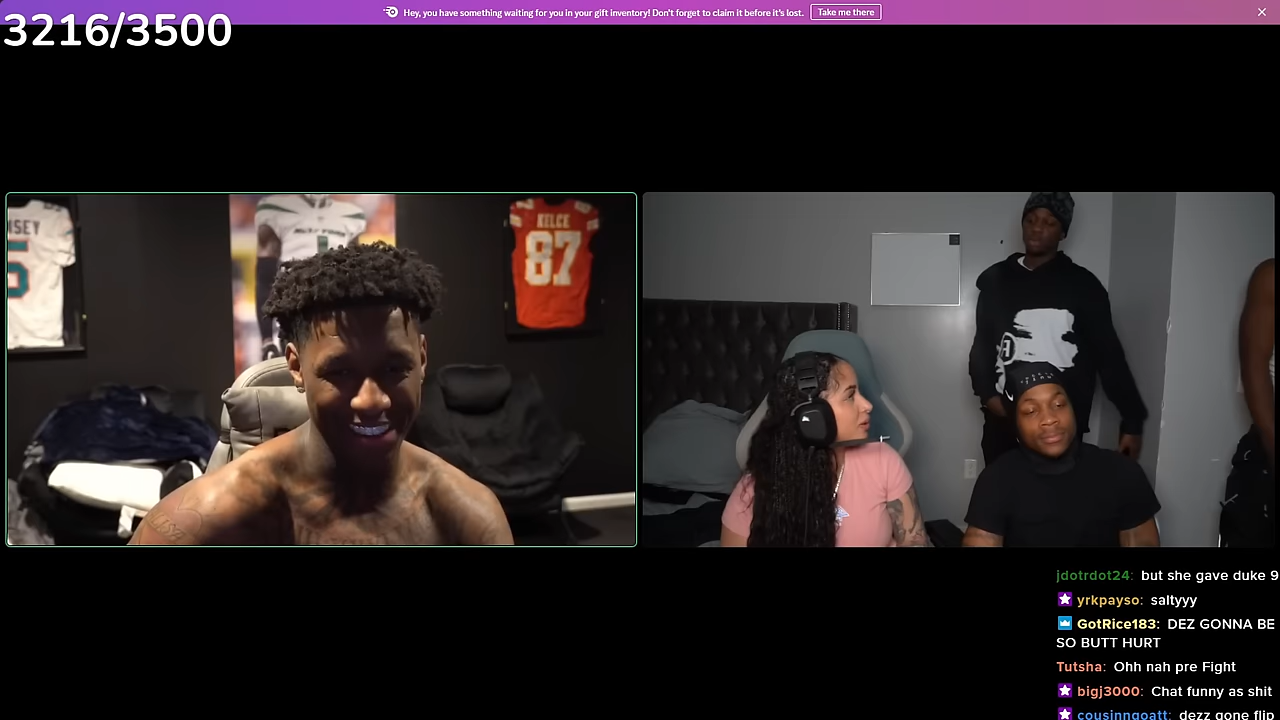 Hey, you have something waiting for you in your gift inventory! Don't forget to claim it before it's lost. Take me there
3216/3500
NSEY
5
KELCE
87
jdotrdot24: but she gave duke 9
yrkpayso: saltyyy
GotRice183: DEZ GONNA BE
SO BUTT HURT
Tutsha: Ohh nah pre Fight
bigj3000: Chat funny as shit
cousinngoatt: dezz gone flip